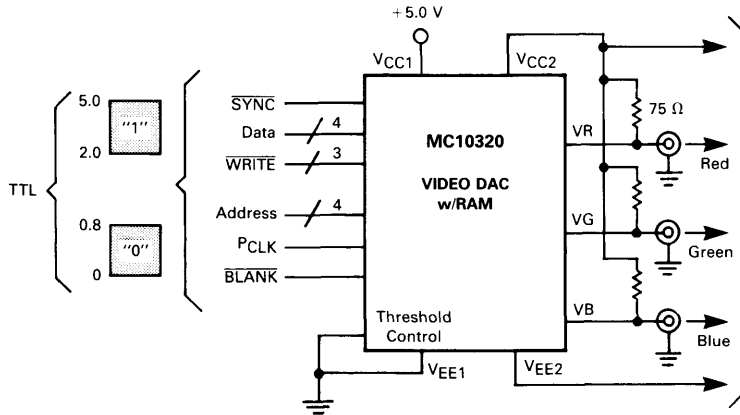 +5.0 V
VCC1
VCC2
TTL
5.0
"1"
2.0
0.8
"0"
0
SYNC
Data
4
WRITE
3
Address
4
PCLK
BLANK
MC10320
VIDEO DAC
w/RAM
Threshold
Control
VEE1
VEE2
VR
VG
VB
75 Ω
Red
Green
Blue